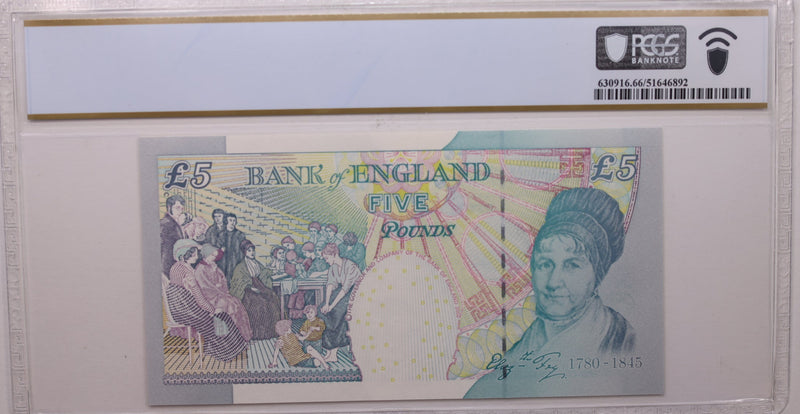 PCGS
BANKNOTE
630916.66/51646892
£5 BANK of ENGLAND £5
FIVE
POUNDS
1780 - 1845